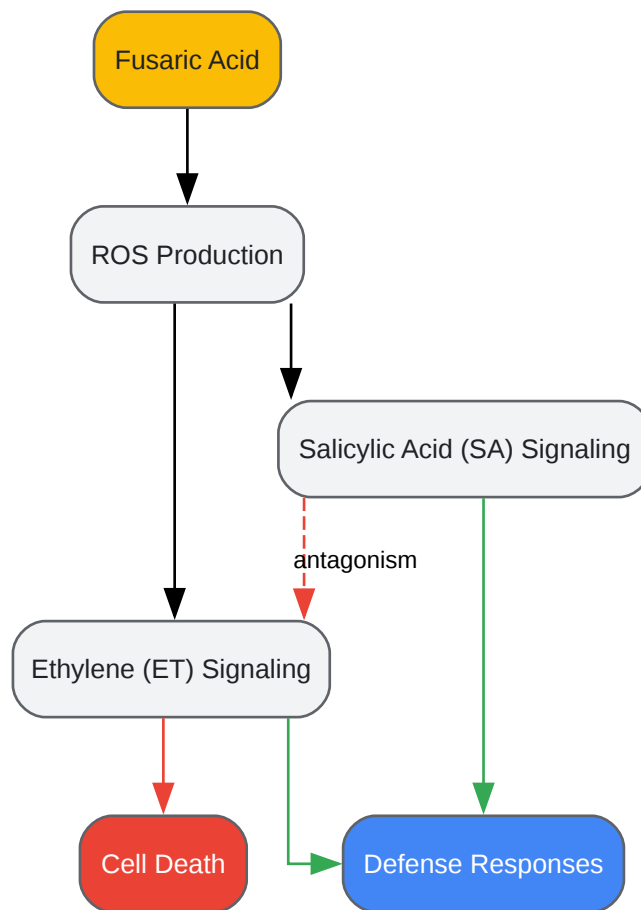 Fusaric Acid
ROS Production
Salicylic Acid (SA) Signaling
antagonism
Ethylene (ET) Signaling
Cell Death
Defense Responses